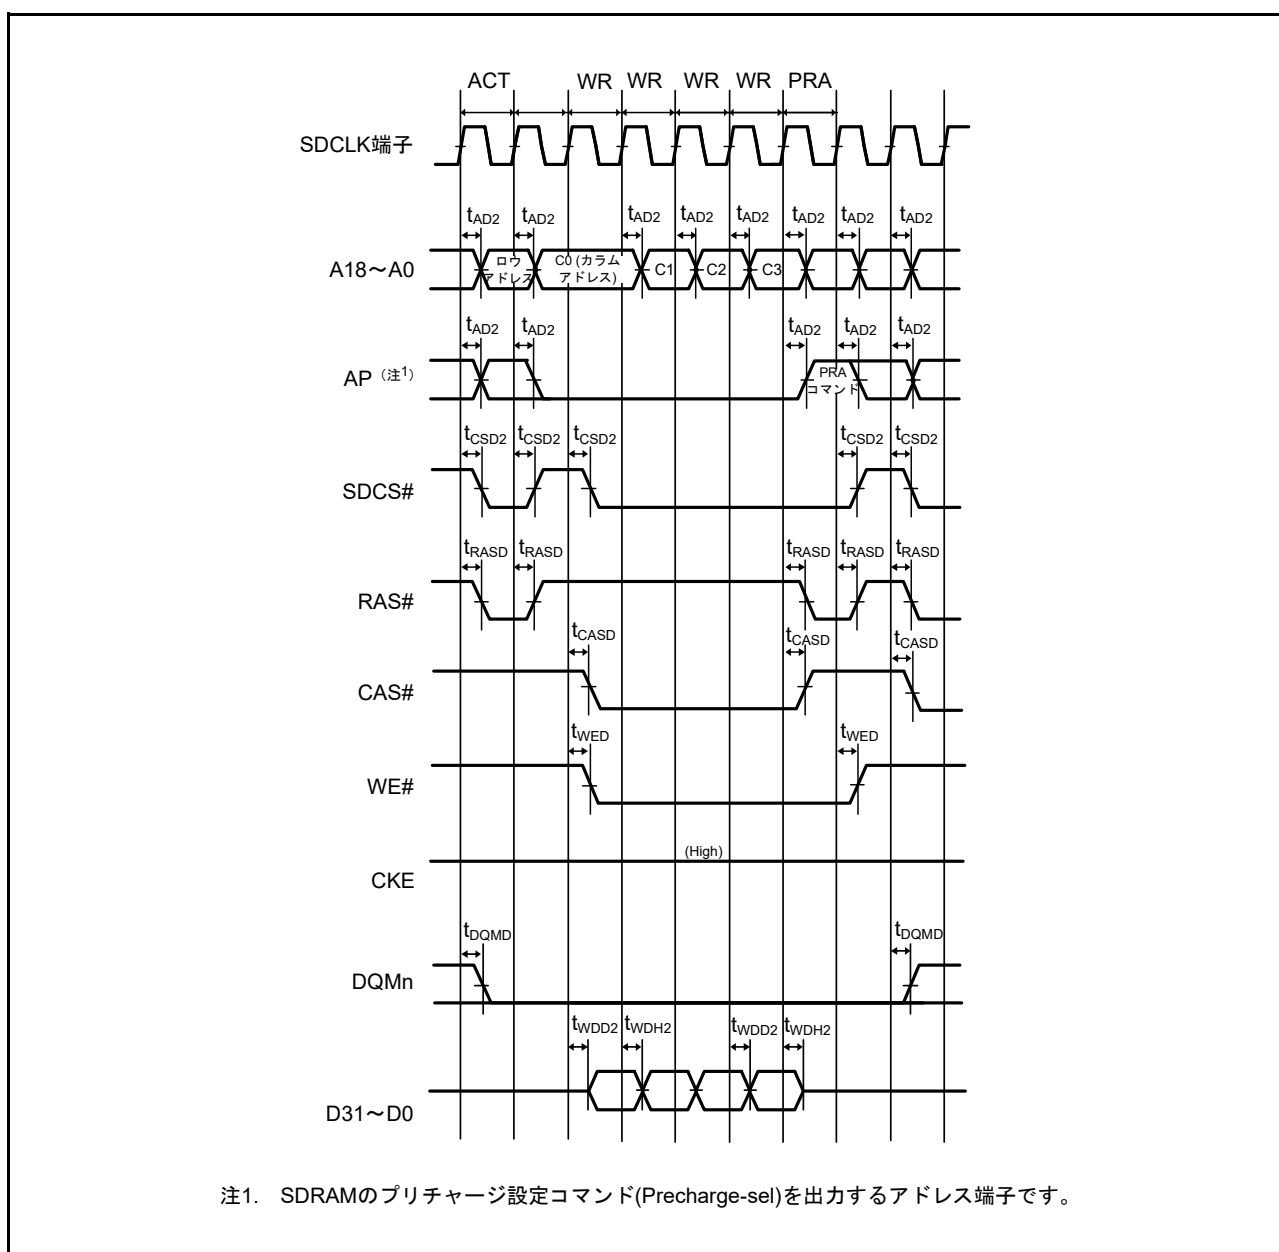 ACT WR WR WR WR PRA
SDCLK端子
tAD2 tAD2 tAD2 tAD2 tAD2 tAD2 tAD2 tAD2
A18～A0
ロウ
アドレス
C0 (カラム
アドレス)
C1 C2 C3
tAD2 tAD2 tAD2 tAD2 tAD2
AP (注1)
PRA
コマンド
tCSD2 tCSD2 tCSD2 tCSD2 tCSD2
SDCS#
tRASD tRASD tRASD tRASD tRASD
RAS#
tCASD tCASD tCASD
CAS#
tWED tWED
WE#
(High)
CKE
tDQMD tDQMD
DQMn
tWDD2 tWDH2 tWDD2 tWDH2
D31～D0
注1. SDRAMのプリチャージ設定コマンド(Precharge-sel)を出力するアドレス端子です。